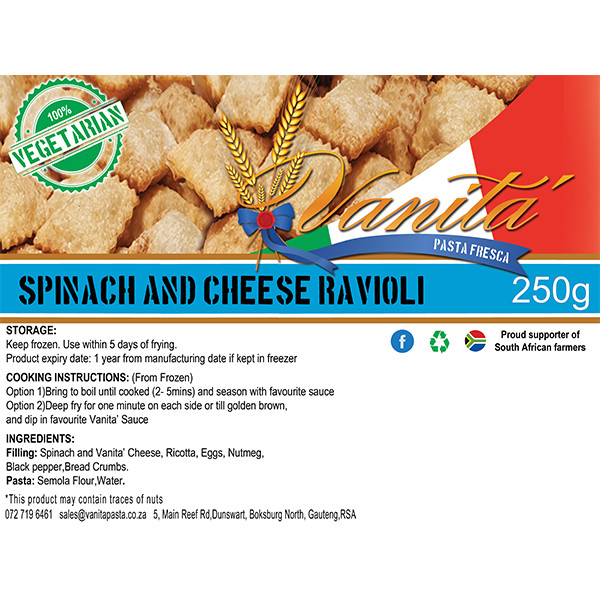 100%
VEGETARIAN
Vanitá
PASTA FRESCA
SPINACH AND CHEESE RAVIOLI
250g
STORAGE:
Keep frozen. Use within 5 days of frying.
Product expiry date: 1 year from manufacturing date if kept in freezer
f
Proud supporter of
South African farmers
COOKING INSTRUCTIONS: (From Frozen)
Option 1)Bring to boil until cooked (2- 5mins) and season with favourite sauce
Option 2)Deep fry for one minute on each side or till golden brown,
and dip in favourite Vanita’ Sauce
INGREDIENTS:
Filling: Spinach and Vanita’ Cheese, Ricotta, Eggs, Nutmeg,
Black pepper,Bread Crumbs.
Pasta: Semola Flour,Water.
*This product may contain traces of nuts
072 719 6461 sales@vanitapasta.co.za 5, Main Reef Rd,Dunswart, Boksburg North, Gauteng,RSA